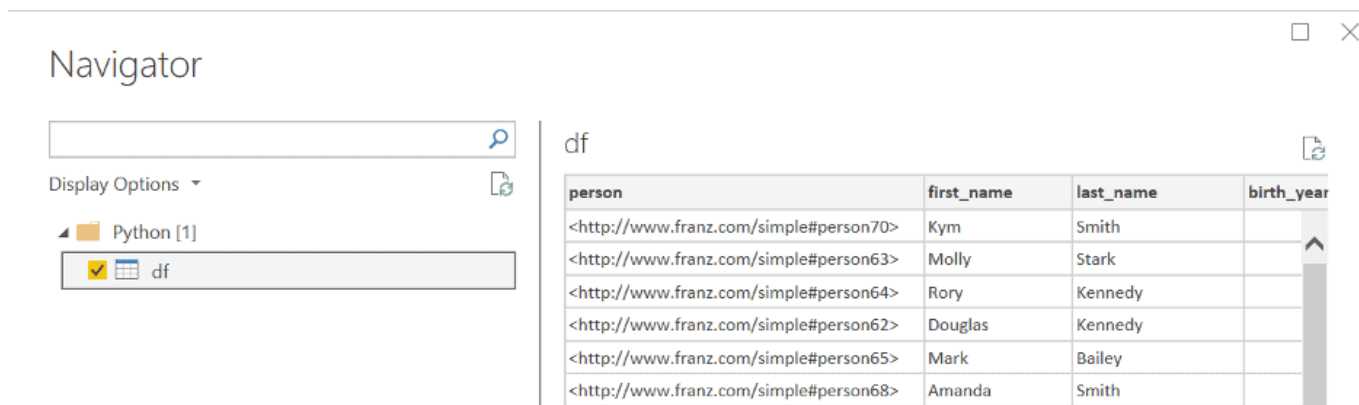 Navigator
df
Display Options
person first_name last_name birth_year
<http://www.franz.com/simple#person70> Kym Smith
Python [1]
<http://www.franz.com/simple#person63> Molly Stark
df
<http://www.franz.com/simple#person64> Rory Kennedy
<http://www.franz.com/simple#person62> Douglas Kennedy
<http://www.franz.com/simple#person65> Mark Bailey
<http://www.franz.com/simple#person68> Amanda Smith